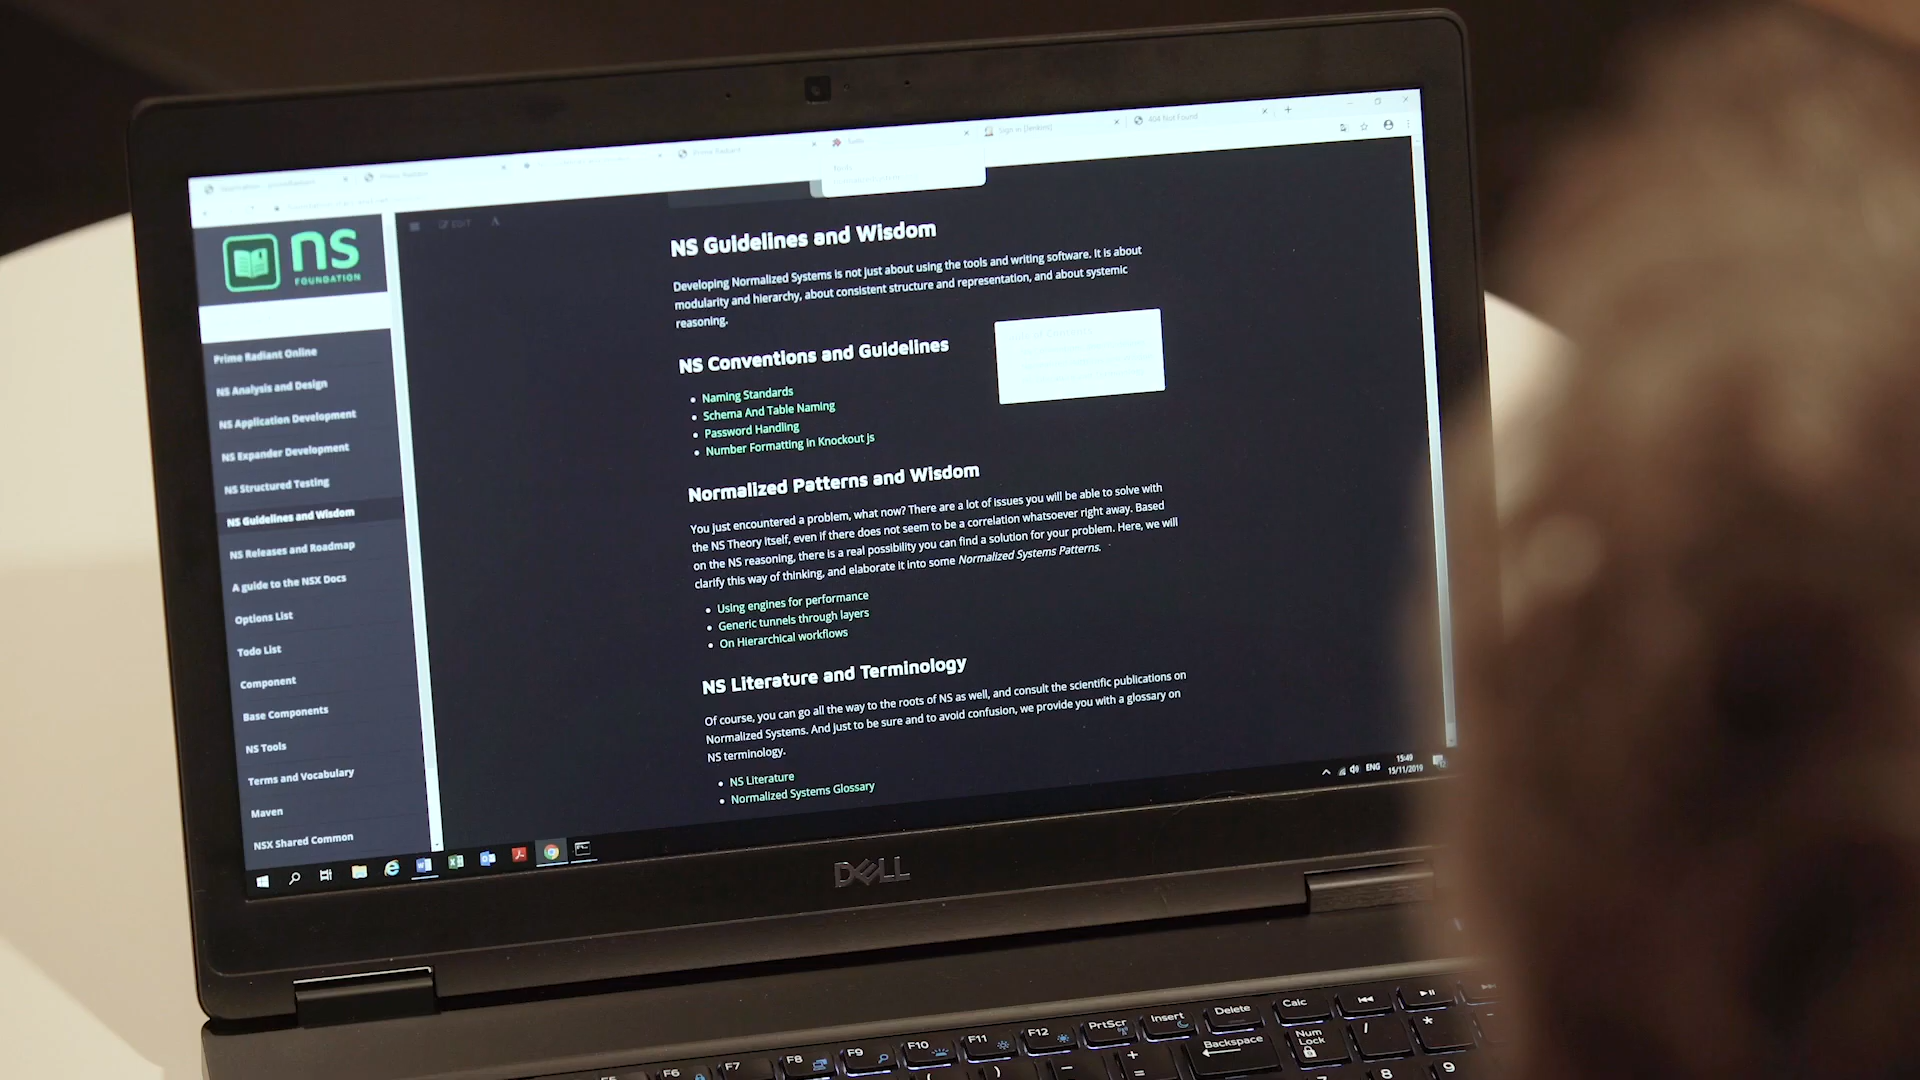 Prime Radiant
Prime Radiant
Sign in [Jenkins]
404 Not Found
EDIT
ns
FOUNDATION
Prime Radiant Online
NS Analysis and Design
NS Application Development
NS Expander Development
NS Structured Testing
NS Guidelines and Wisdom
NS Releases and Roadmap
A guide to the NSX Docs
Options List
Todo List
Component
Base Components
NS Tools
Terms and Vocabulary
Maven
NSX Shared Common
NS Guidelines and Wisdom
Developing Normalized Systems is not just about using the tools and writing software. It is about
modularity and hierarchy, about consistent structure and representation, and about systemic
reasoning.
NS Conventions and Guidelines
Naming Standards
Schema And Table Naming
Password Handling
Number Formatting in Knockout js
Normalized Patterns and Wisdom
You just encountered a problem, what now? There are a lot of issues you will be able to solve with
the NS Theory itself, even if there does not seem to be a correlation whatsoever right away. Based
on the NS reasoning, there is a real possibility you can find a solution for your problem. Here, we will
clarify this way of thinking, and elaborate it into some Normalized Systems Patterns.
Using engines for performance
Generic tunnels through layers
On Hierarchical workflows
NS Literature and Terminology
Of course, you can go all the way to the roots of NS as well, and consult the scientific publications on
Normalized Systems. And just to be sure and to avoid confusion, we provide you with a glossary on
NS terminology.
NS Literature
Normalized Systems Glossary
ENG
15:49
15/11/2019
DELL
F6 F7 F8 F9 F10 F11 F12 PrtScr Insert Delete Calc
+ = Backspace Num Lock / *
8 9